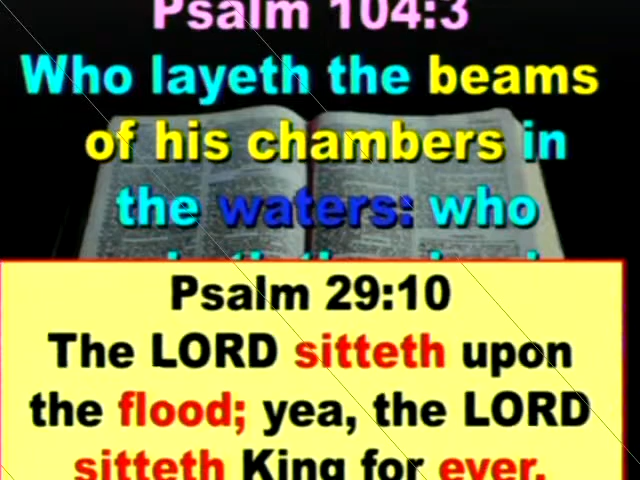 Psalm 104:3
Who layeth the beams
of his chambers in
the waters: who
Psalm 29:10
The LORD sitteth upon
the flood; yea, the LORD
sitteth King for ever.